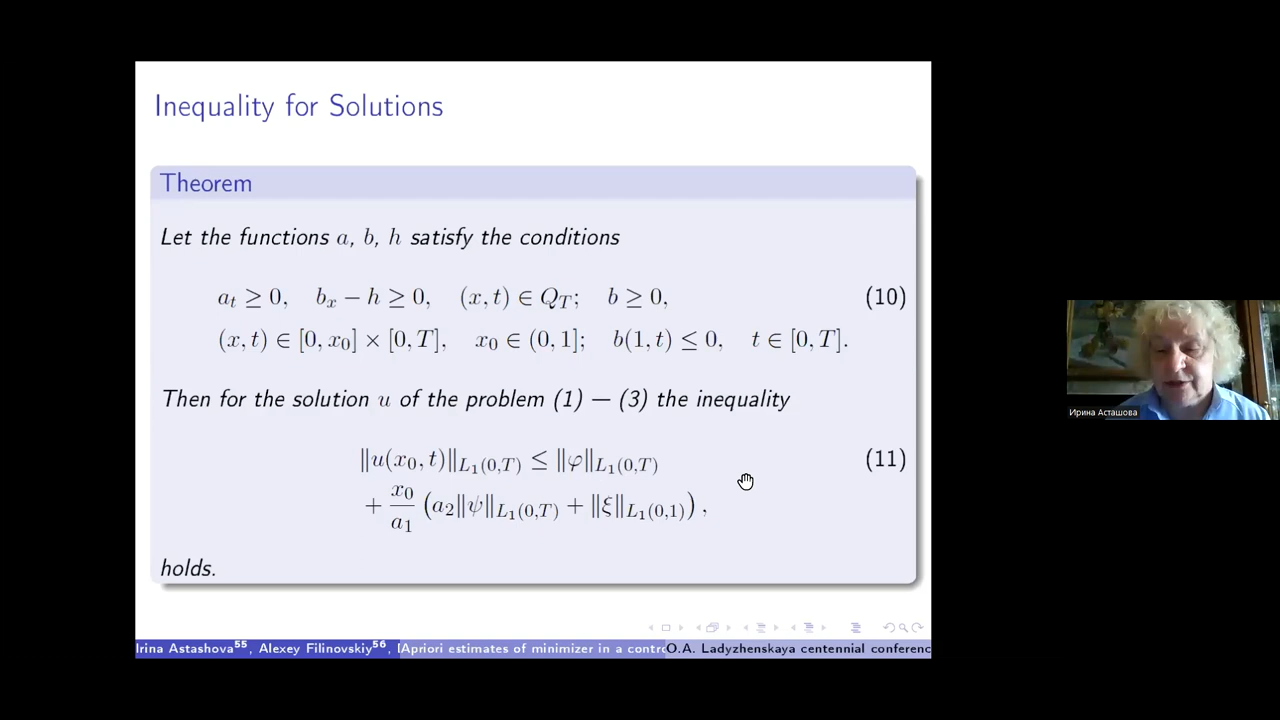 Inequality for Solutions
Theorem
Let the functions a, b, h satisfy the conditions
a_t ≥ 0, b_x − h ≥ 0, (x, t) ∈ Q_T; b ≥ 0, (10)
(x, t) ∈ [0, x_0] × [0, T], x_0 ∈ (0, 1]; b(1, t) ≤ 0, t ∈ [0, T].
Then for the solution u of the problem (1) — (3) the inequality
‖u(x_0, t)‖_{L_1(0,T)} ≤ ‖φ‖_{L_1(0,T)} (11)
+ x_0/a_1 (a_2‖ψ‖_{L_1(0,T)} + ‖ξ‖_{L_1(0,1)}),
holds.
Ирина Асташова
Irina Astashova^55, Alexey Filinovskiy^56, Apriori estimates of minimizer in a contro O.A. Ladyzhenskaya centennial conferenc